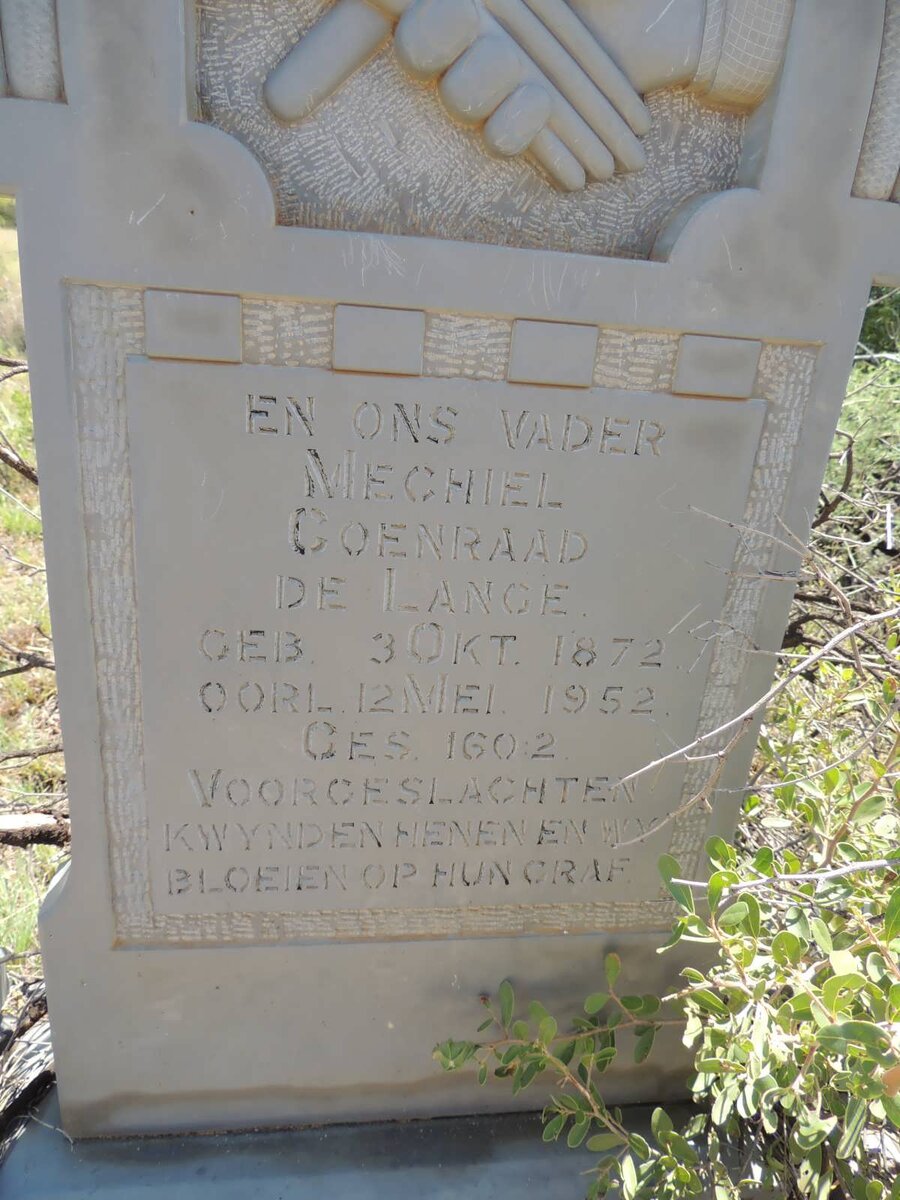 EN ONS VADER
MECHIEL
COENRAAD
DE LANGE.
GEB. 3 OKT. 1872.
OORL. 12 MEI. 1952.
GES. 160:2.
VOORGESLACHTEN
KWYNDEN HENEN EN WY
BLOEIEN OP HUN GRAF.